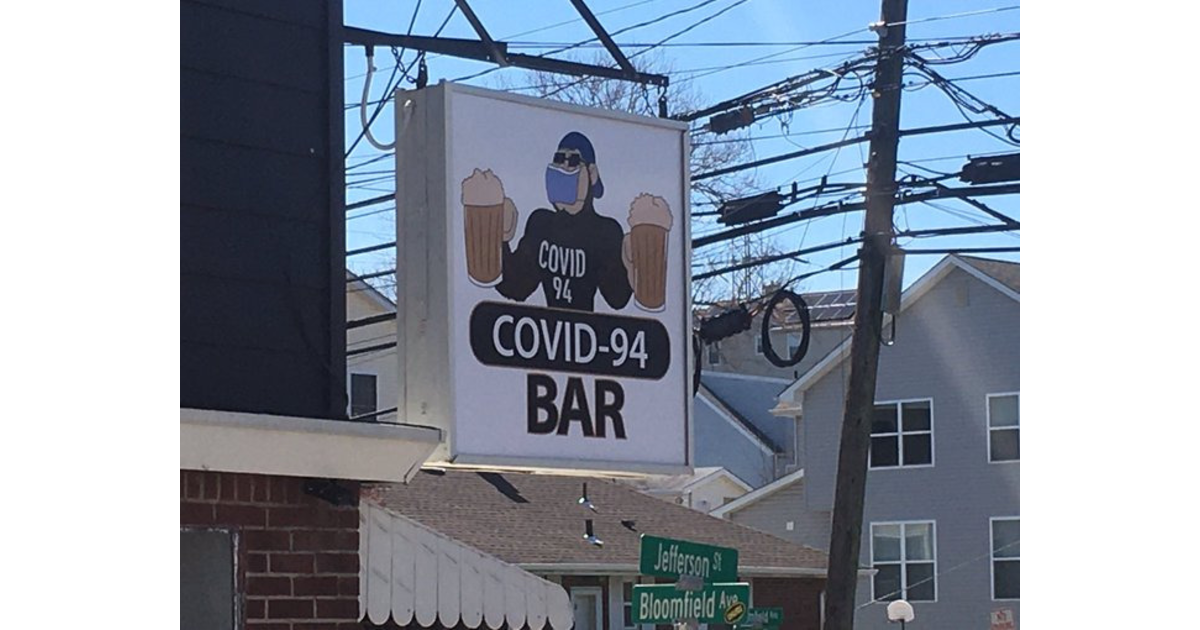 COVID
94
COVID-94
BAR
Jefferson St
Bloomfield Ave